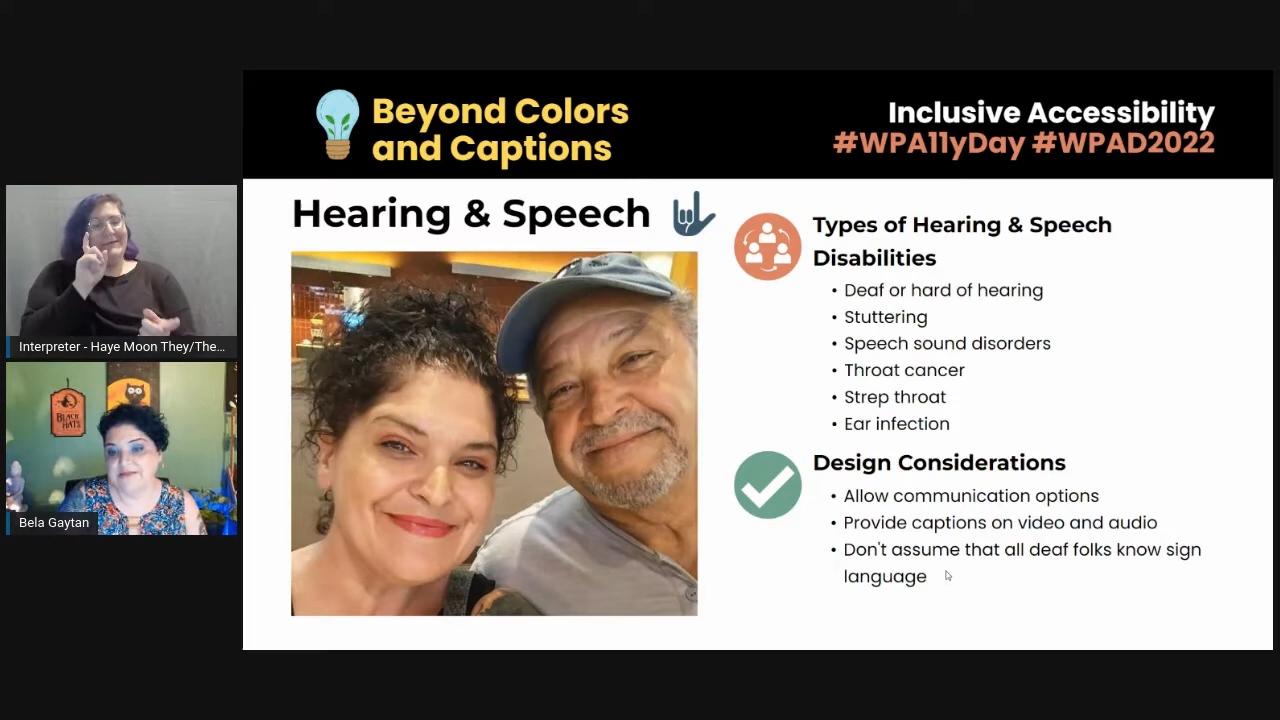 Beyond Colors
and Captions
Inclusive Accessibility
#WPA11yDay #WPAD2022
Hearing & Speech
Types of Hearing & Speech
Disabilities
• Deaf or hard of hearing
• Stuttering
• Speech sound disorders
• Throat cancer
• Strep throat
• Ear infection
Design Considerations
• Allow communication options
• Provide captions on video and audio
• Don't assume that all deaf folks know sign
language
Interpreter - Haye Moon They/The...
BLACK
HATS
Bela Gaytan